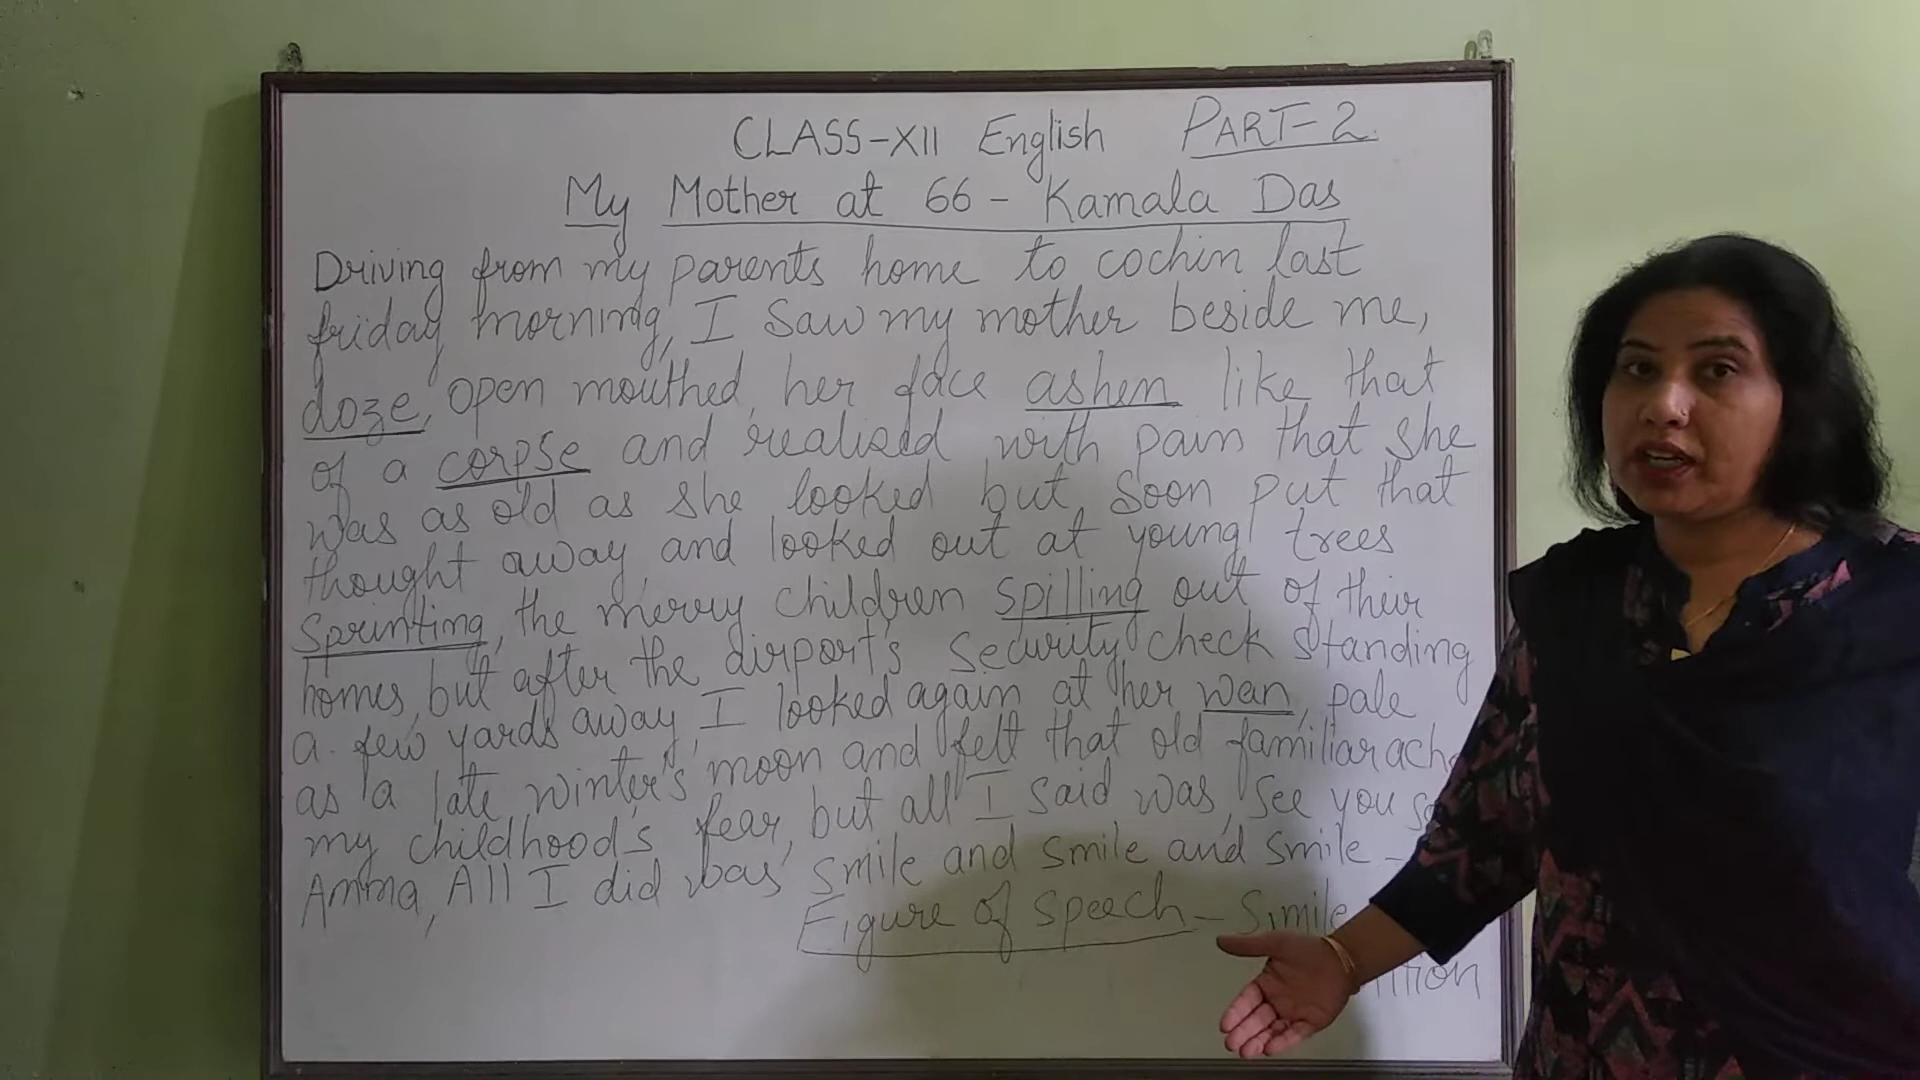 CLASS-XII English PART-2
My Mother at 66 - Kamala Das
Driving from my parents home to cochin last
friday morning, I saw my mother beside me,
doze, open mouthed, her face ashen like that
of a corpse and realised with pain that she
was as old as she looked but soon put that
thought away, and looked out at young trees
sprinting, the merry children spilling out of their
homes, but after the airport's security check standing
a few yards away, I looked again at her wan, pale
as a late winter's moon and felt that old familiar
my childhood's fear, but all I said was, see you
Amma, All I did was smile and smile and smile -
Figure of speech - Simile